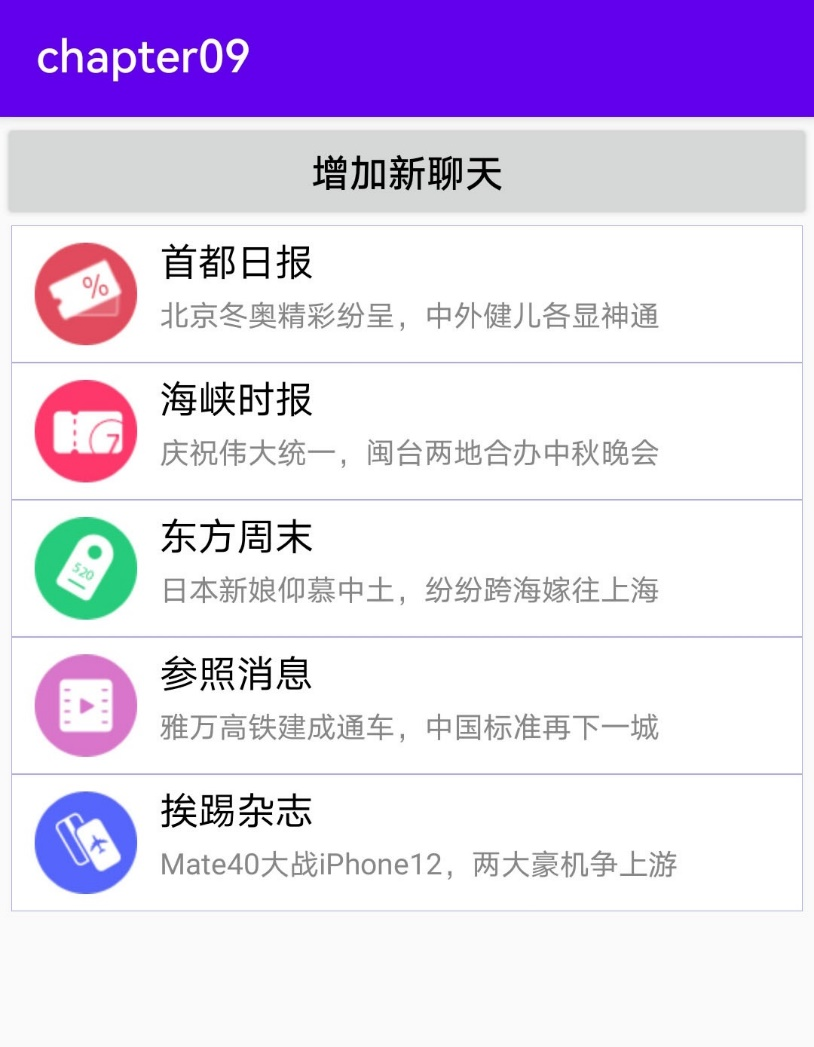 chapter09
增加新聊天
%
首都日报
北京冬奥精彩纷呈，中外健儿各显神通
7
海峡时报
庆祝伟大统一，闽台两地合办中秋晚会
520
东方周末
日本新娘仰慕中土，纷纷跨海嫁往上海
参照消息
雅万高铁建成通车，中国标准再下一城
挨踢杂志
Mate40大战iPhone12，两大豪机争上游